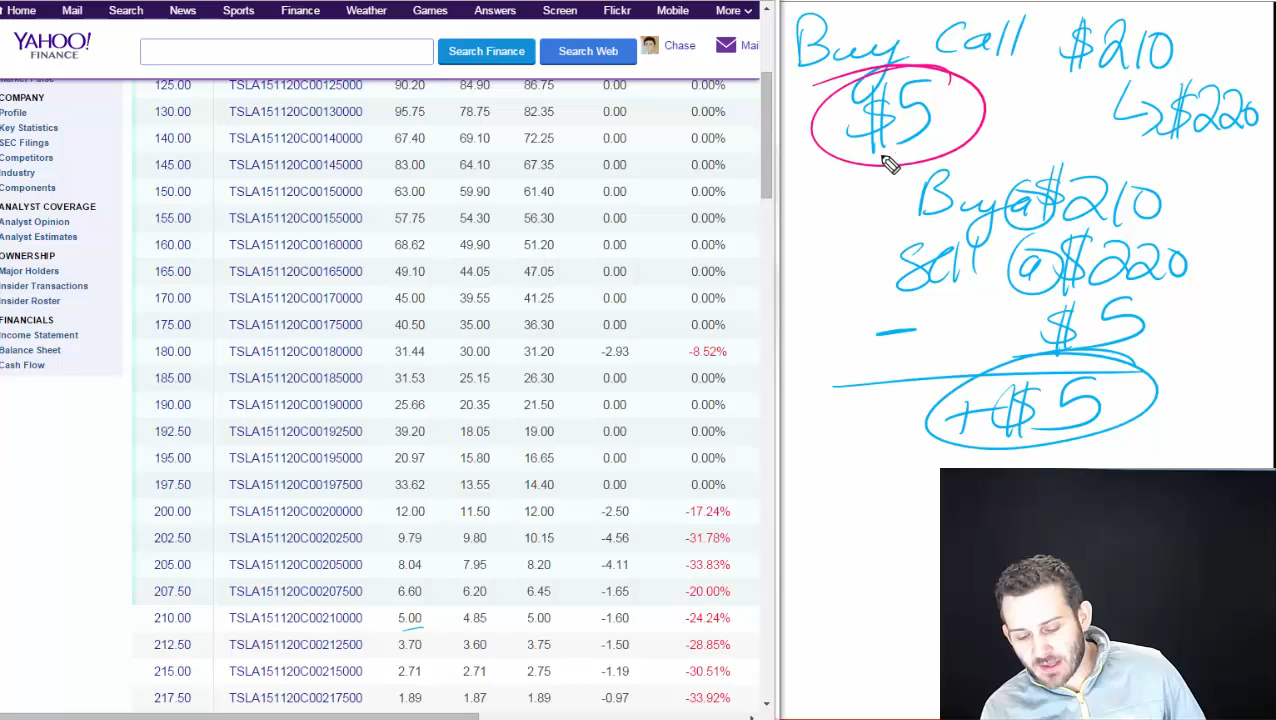 Home Mail Search News Sports Finance Weather Games Answers Screen Flickr Mobile More
YAHOO!
FINANCE
Search Finance
Search Web
Chase
Mai
COMPANY
Profile
Key Statistics
SEC Filings
Competitors
Industry
Components
ANALYST COVERAGE
Analyst Opinion
Analyst Estimates
OWNERSHIP
Major Holders
Insider Transactions
Insider Roster
FINANCIALS
Income Statement
Balance Sheet
Cash Flow
125.00 TSLA151120C00125000 90.20 84.90 86.75 0.00 0.00%
130.00 TSLA151120C00130000 95.75 78.75 82.35 0.00 0.00%
140.00 TSLA151120C00140000 67.40 69.10 72.25 0.00 0.00%
145.00 TSLA151120C00145000 83.00 64.10 67.35 0.00 0.00%
150.00 TSLA151120C00150000 63.00 59.90 61.40 0.00 0.00%
155.00 TSLA151120C00155000 57.75 54.30 56.30 0.00 0.00%
160.00 TSLA151120C00160000 68.62 49.90 51.20 0.00 0.00%
165.00 TSLA151120C00165000 49.10 44.05 47.05 0.00 0.00%
170.00 TSLA151120C00170000 45.00 39.55 41.25 0.00 0.00%
175.00 TSLA151120C00175000 40.50 35.00 36.30 0.00 0.00%
180.00 TSLA151120C00180000 31.44 30.00 31.20 -2.93 -8.52%
185.00 TSLA151120C00185000 31.53 25.15 26.30 0.00 0.00%
190.00 TSLA151120C00190000 25.66 20.35 21.50 0.00 0.00%
192.50 TSLA151120C00192500 39.20 18.05 19.00 0.00 0.00%
195.00 TSLA151120C00195000 20.97 15.80 16.65 0.00 0.00%
197.50 TSLA151120C00197500 33.62 13.55 14.40 0.00 0.00%
200.00 TSLA151120C00200000 12.00 11.50 12.00 -2.50 -17.24%
202.50 TSLA151120C00202500 9.79 9.80 10.15 -4.56 -31.78%
205.00 TSLA151120C00205000 8.04 7.95 8.20 -4.11 -33.83%
207.50 TSLA151120C00207500 6.60 6.20 6.45 -1.65 -20.00%
210.00 TSLA151120C00210000 5.00 4.85 5.00 -1.60 -24.24%
212.50 TSLA151120C00212500 3.70 3.60 3.75 -1.50 -28.85%
215.00 TSLA151120C00215000 2.71 2.71 2.75 -1.19 -30.51%
217.50 TSLA151120C00217500 1.89 1.87 1.89 -0.97 -33.92%
Buy Call $210
$5
↳ $220
Buy @ $210
Sell @ $220
- $5
+$5